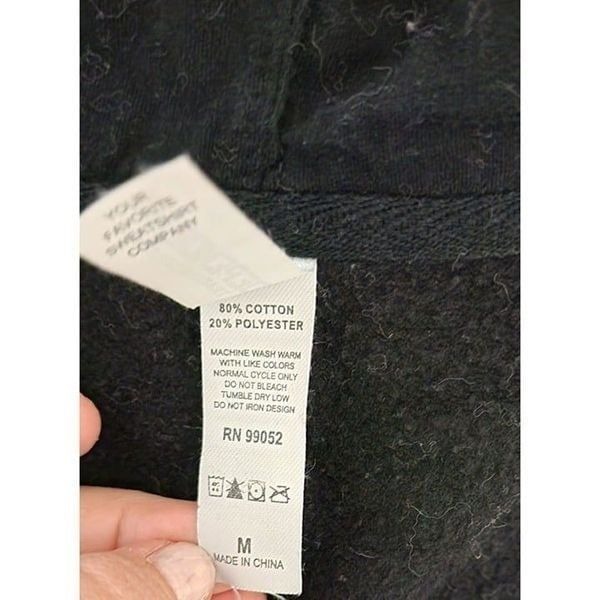 YOUR
FAVORITE
SWEATSHIRT
COMPANY
80% COTTON
20% POLYESTER
MACHINE WASH WARM
WITH LIKE COLORS
NORMAL CYCLE ONLY
DO NOT BLEACH
TUMBLE DRY LOW
DO NOT IRON DESIGN
RN 99052
M
MADE IN CHINA